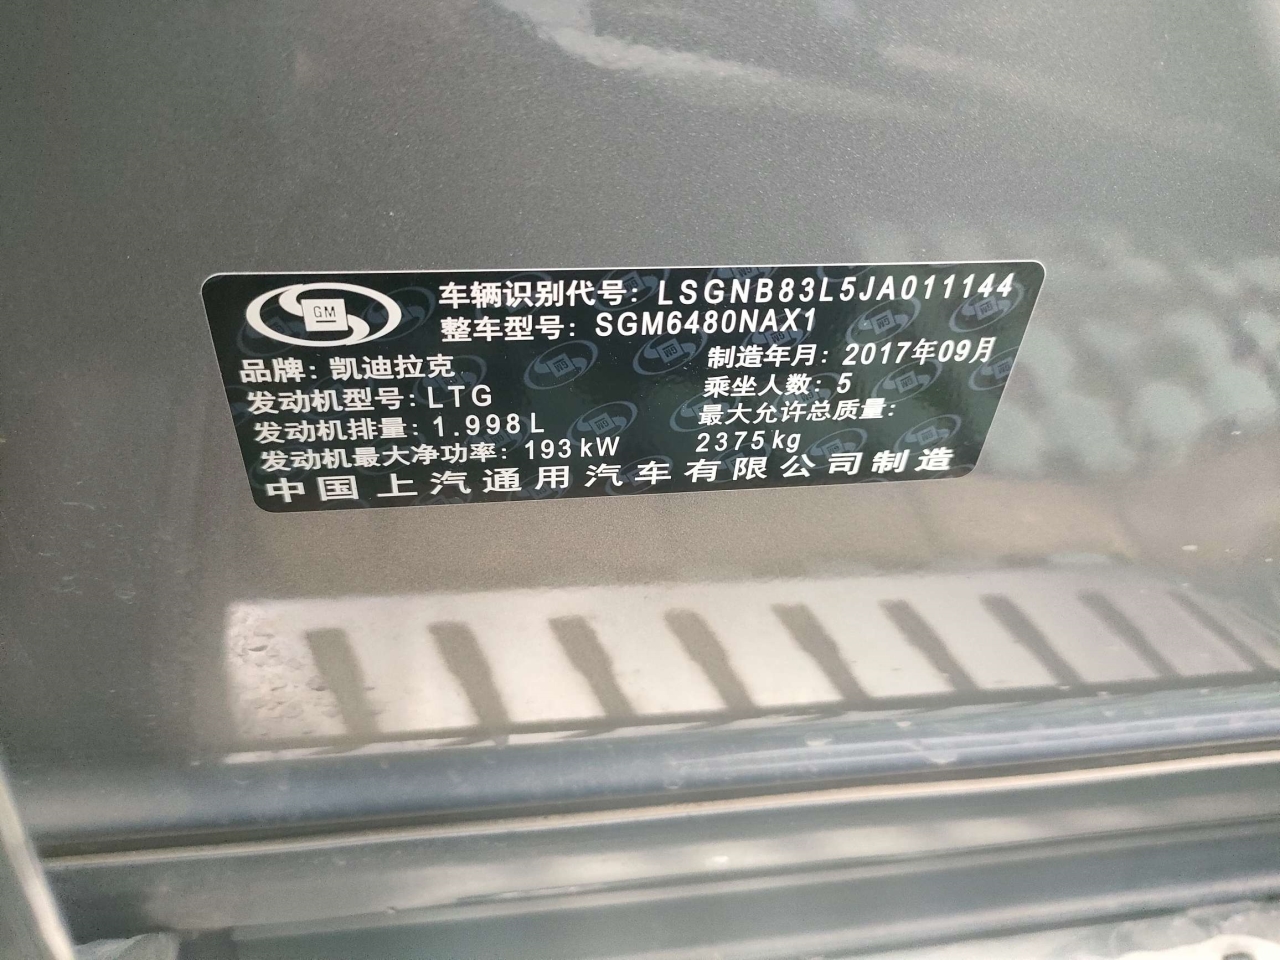 GM
车辆识别代号: LSGNB83L5JA011144
整车型号: SGM6480NAX1
品牌: 凯迪拉克
制造年月: 2017年09月
发动机型号: LTG
乘坐人数: 5
发动机排量: 1.998L
最大允许总质量:
2375kg
发动机最大净功率: 193kW
中国上汽通用汽车有限公司制造